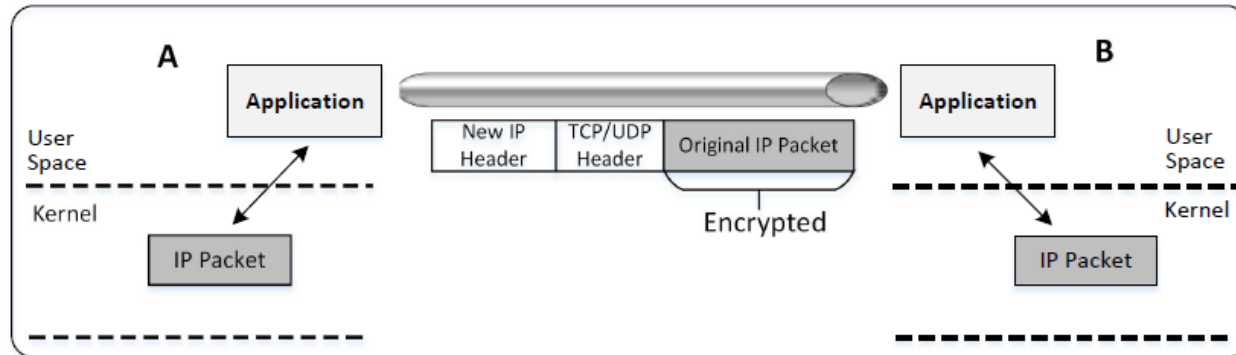 A
Application
User
Space
Kernel
IP Packet
New IP
Header
TCP/UDP
Header
Original IP Packet
Encrypted
B
Application
User
Space
Kernel
IP Packet